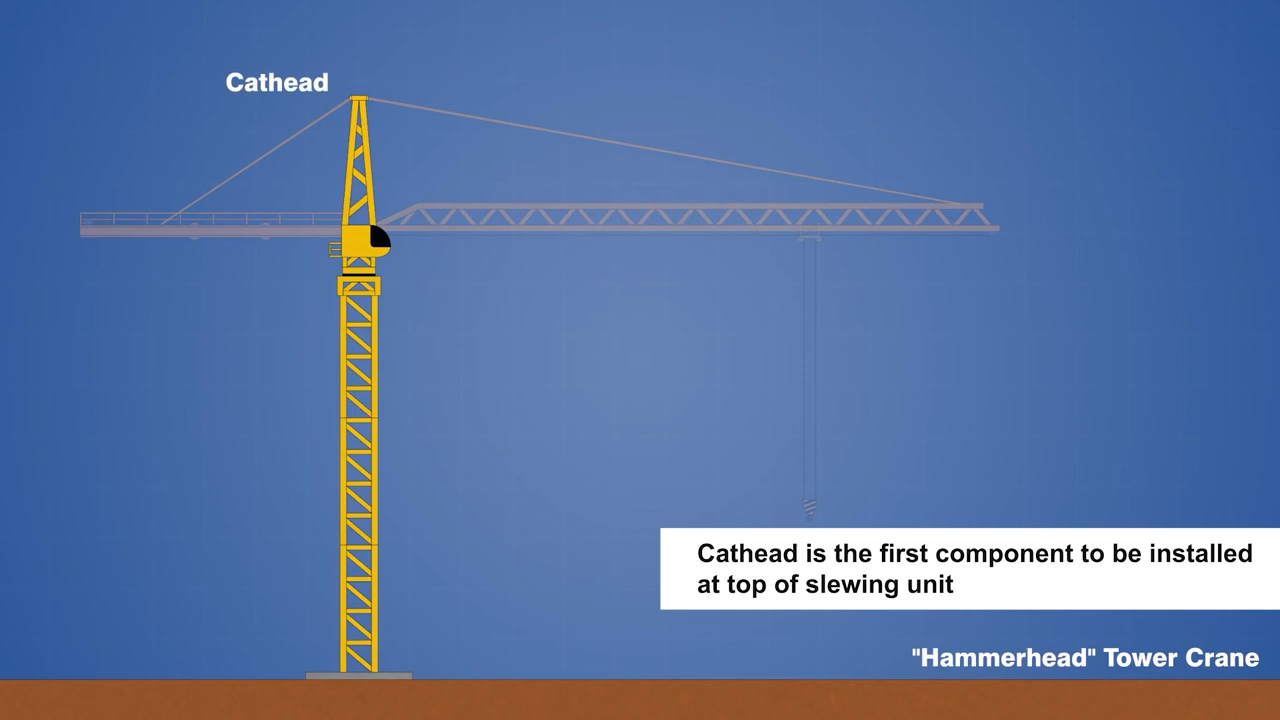 Cathead
Cathead is the first component to be installed
at top of slewing unit
"Hammerhead" Tower Crane